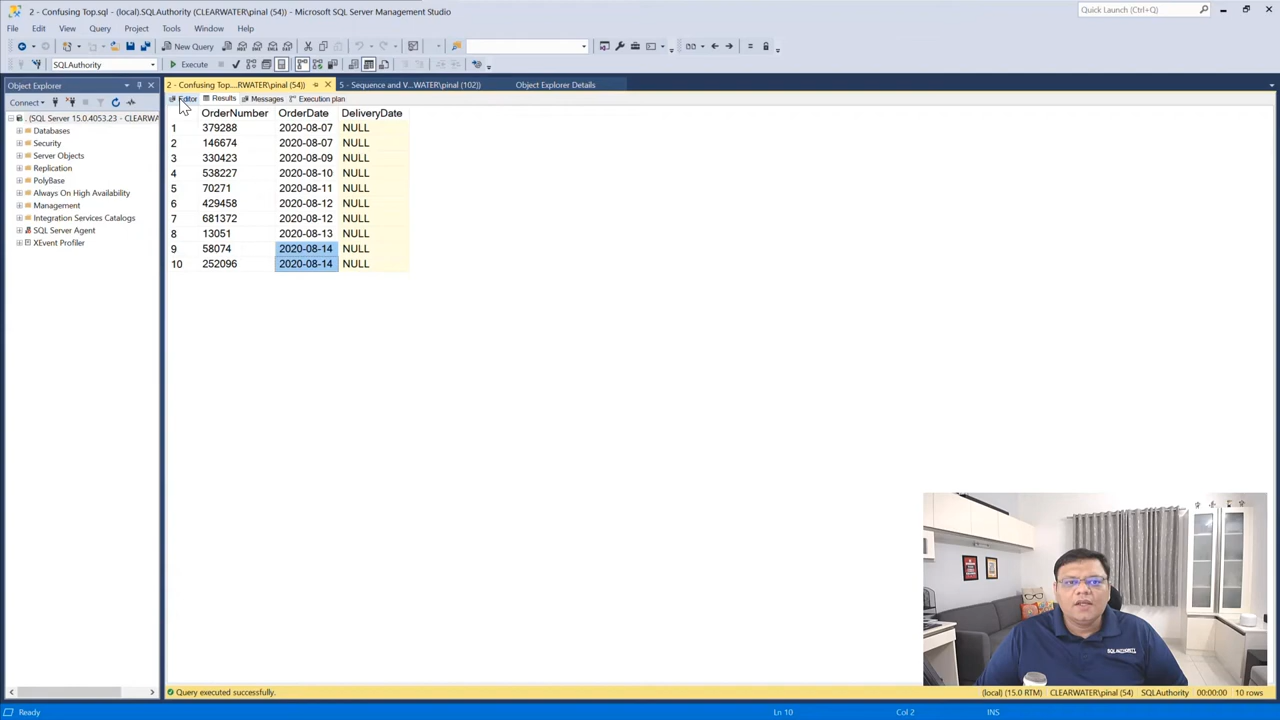 2 - Confusing Top.sql - (local).SQLAuthority (CLEARWATER\pinal (54)) - Microsoft SQL Server Management Studio
Quick Launch (Ctrl+Q)
File Edit View Query Project Tools Window Help
New Query
SQLAuthority Execute
Object Explorer
2 - Confusing Top....RWATER\pinal (54)) 5 - Sequence and V...WATER\pinal (102)) Object Explorer Details
Connect
Editor Results Messages Execution plan
. (SQL Server 15.0.4053.23 - CLEARWA
Databases
Security
Server Objects
Replication
PolyBase
Always On High Availability
Management
Integration Services Catalogs
SQL Server Agent
XEvent Profiler
OrderNumber OrderDate DeliveryDate
1 379288 2020-08-07 NULL
2 146674 2020-08-07 NULL
3 330423 2020-08-09 NULL
4 538227 2020-08-10 NULL
5 70271 2020-08-11 NULL
6 429458 2020-08-12 NULL
7 681372 2020-08-12 NULL
8 13051 2020-08-13 NULL
9 58074 2020-08-14 NULL
10 252096 2020-08-14 NULL
SQLAUTHORITY
Query executed successfully. (local) (15.0 RTM) CLEARWATER\pinal (54) SQLAuthority 00:00:00 10 rows
Ready Ln 10 Col 2 INS